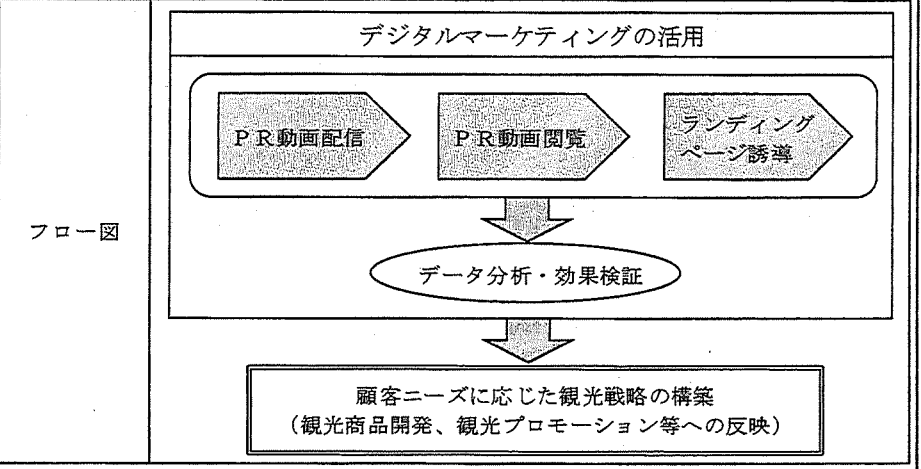 フロー図
デジタルマーケティングの活用
ＰＲ動画配信
ＰＲ動画閲覧
ランディング
ページ誘導
データ分析・効果検証
顧客ニーズに応じた観光戦略の構築
（観光商品開発、観光プロモーション等への反映）